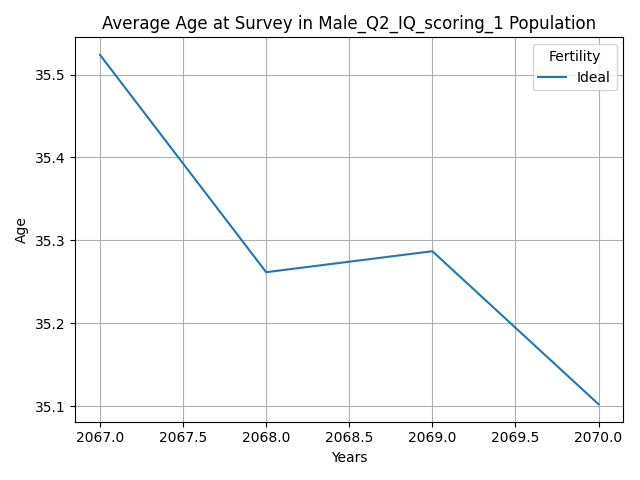 Average Age at Survey in Male_Q2_IQ_scoring_1 Population
Fertility
Ideal
35.5
35.4
35.3
35.2
35.1
Age
2067.0 2067.5 2068.0 2068.5 2069.0 2069.5 2070.0
Years